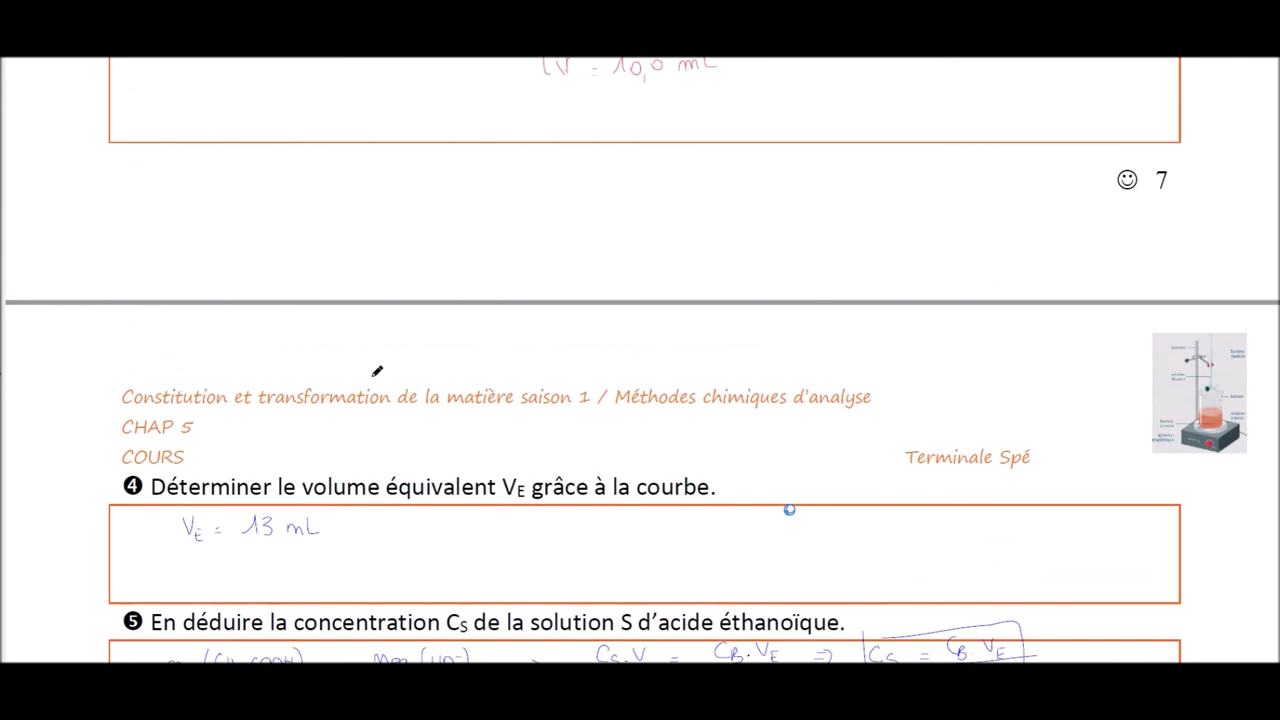 V = 10,0 mL
☺ 7
Constitution et transformation de la matière saison 1 / Méthodes chimiques d'analyse
CHAP 5
COURS
Terminale Spé
❹ Déterminer le volume équivalent VE grâce à la courbe.
VE = 13 mL
❺ En déduire la concentration CS de la solution S d'acide éthanoïque.
CS.V = CB.VE => CS = CB.VE